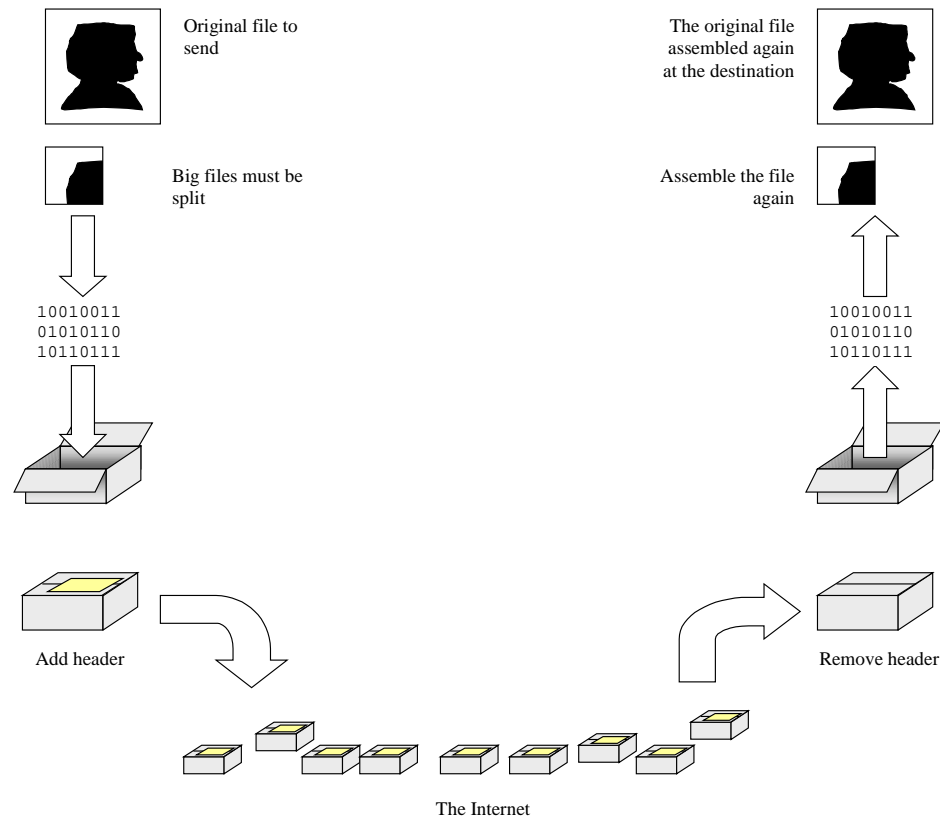 Original file to
send
The original file
assembled again
at the destination
Big files must be
split
Assemble the file
again
10010011
01010110
10110111
10010011
01010110
10110111
Add header
Remove header
The Internet